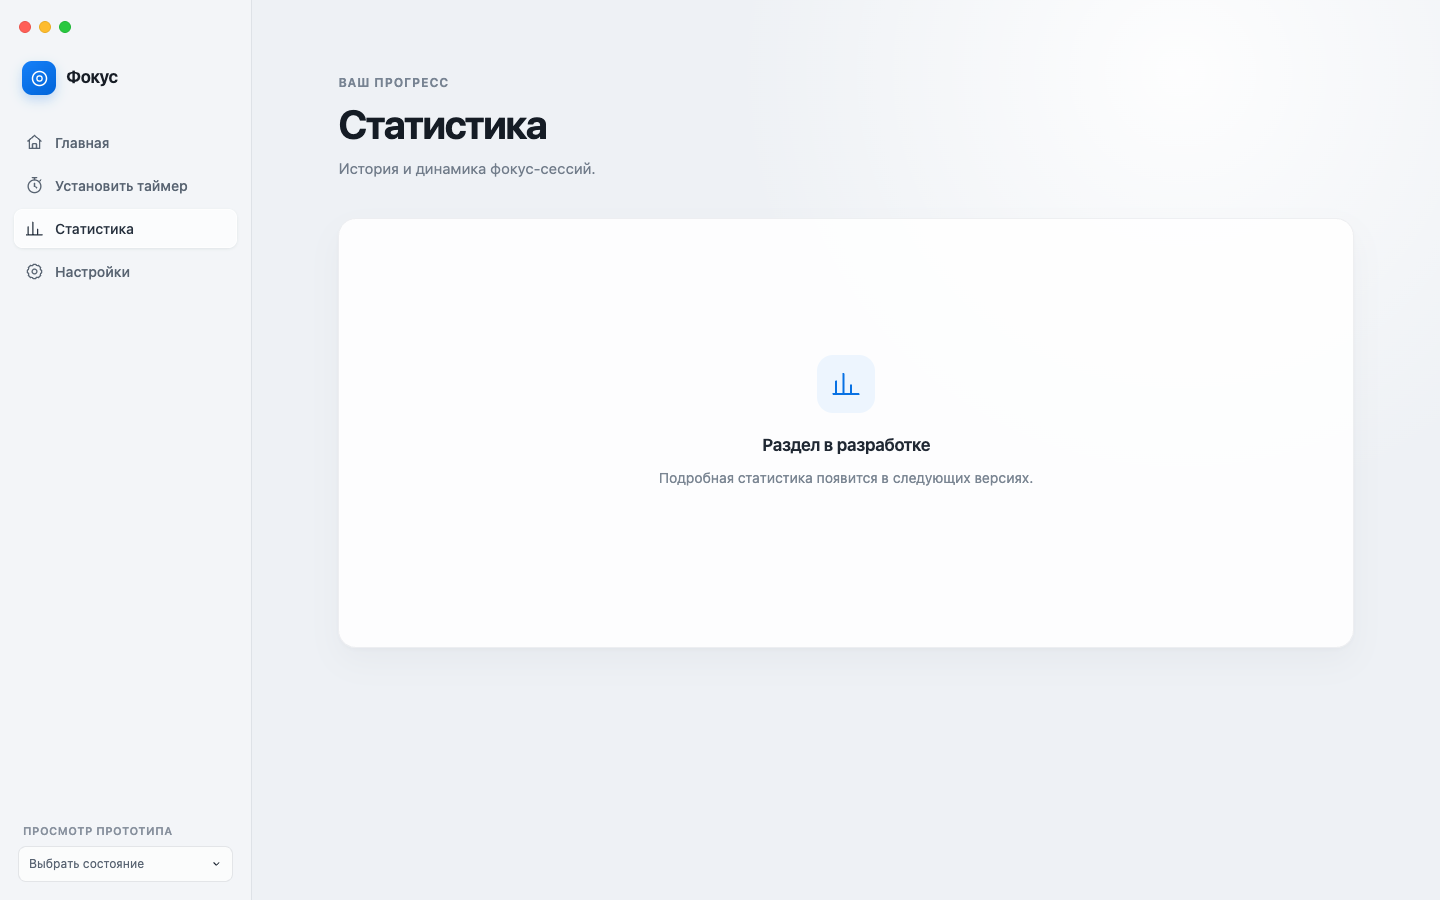 Фокус
Главная
Установить таймер
Статистика
Настройки
ПРОСМОТР ПРОТОТИПА
Выбрать состояние
ВАШ ПРОГРЕСС
Статистика
История и динамика фокус-сессий.
Раздел в разработке
Подробная статистика появится в следующих версиях.